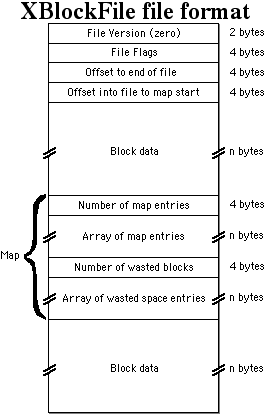 XBlockFile file format
File Version (zero) 2 bytes
File Flags 4 bytes
Offset to end of file 4 bytes
Offset into file to map start 4 bytes
Block data n bytes
Number of map entries 4 bytes
Array of map entries n bytes
Map
Number of wasted blocks 4 bytes
Array of wasted space entries n bytes
Block data n bytes